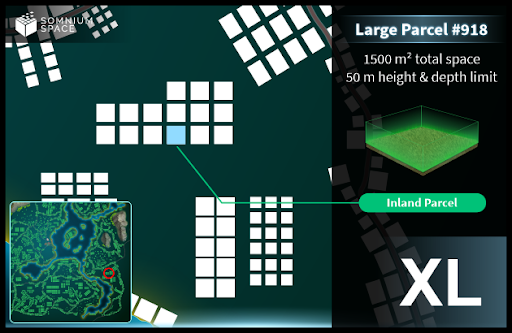 SOMNIUM
SPACE
Large Parcel #918
1500 m² total space
50 m height & depth limit
Inland Parcel
XL